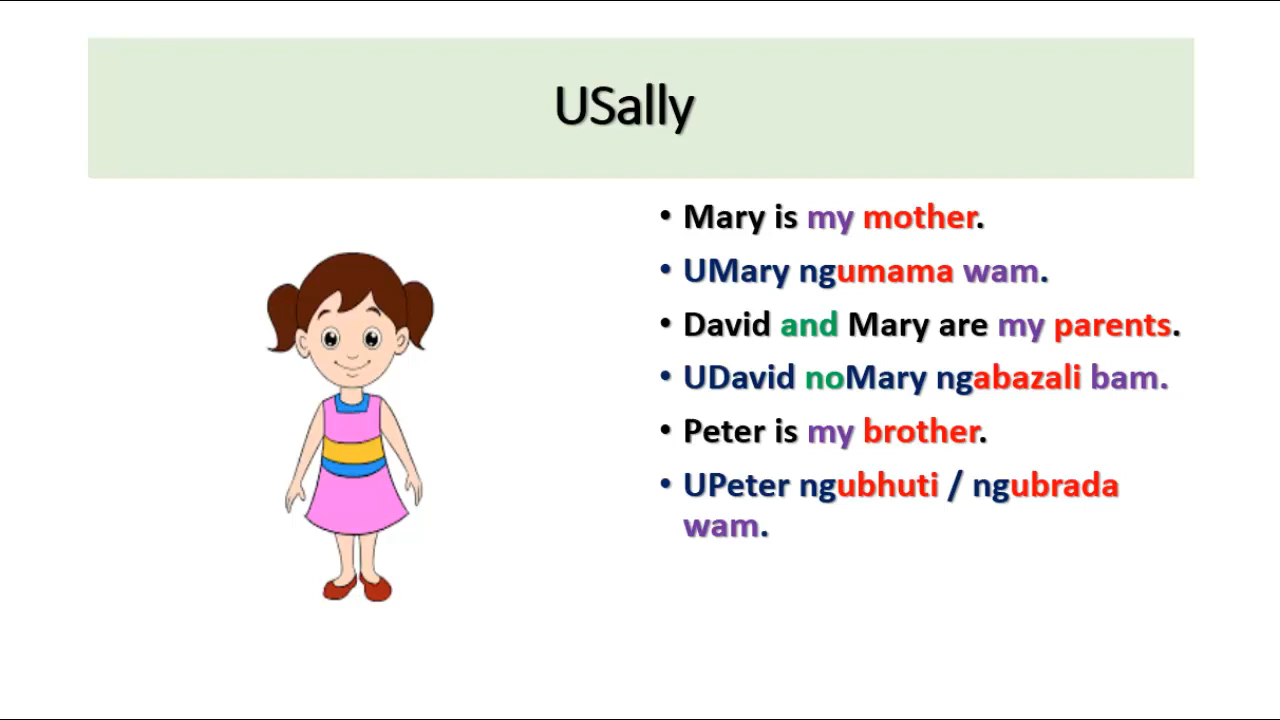 USally
• Mary is my mother.
• UMary ngumama wam.
• David and Mary are my parents.
• UDavid noMary ngabazali bam.
• Peter is my brother.
• UPeter ngubhuti / ngubrada
wam.